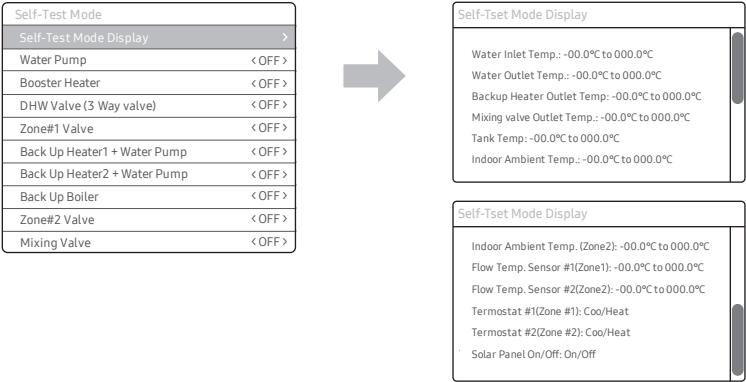 Self-Test Mode
Self-Test Mode Display >
Water Pump <OFF>
Booster Heater <OFF>
DHW Valve (3 Way valve) <OFF>
Zone#1 Valve <OFF>
Back Up Heater1 + Water Pump <OFF>
Back Up Heater2 + Water Pump <OFF>
Back Up Boiler <OFF>
Zone#2 Valve <OFF>
Mixing Valve <OFF>
Self-Tset Mode Display
Water Inlet Temp.: -00.0℃ to 000.0℃
Water Outlet Temp.: -00.0℃ to 000.0℃
Backup Heater Outlet Temp: -00.0℃ to 000.0℃
Mixing valve Outlet Temp.: -00.0℃ to 000.0℃
Tank Temp: -00.0℃ to 000.0℃
Indoor Ambient Temp.: -00.0℃ to 000.0℃
Self-Tset Mode Display
Indoor Ambient Temp. (Zone2): -00.0℃ to 000.0℃
Flow Temp. Sensor #1(Zone1): -00.0℃ to 000.0℃
Flow Temp. Sensor #2(Zone2): -00.0℃ to 000.0℃
Termostat #1(Zone #1): Coo/Heat
Termostat #2(Zone #2): Coo/Heat
Solar Panel On/Off: On/Off